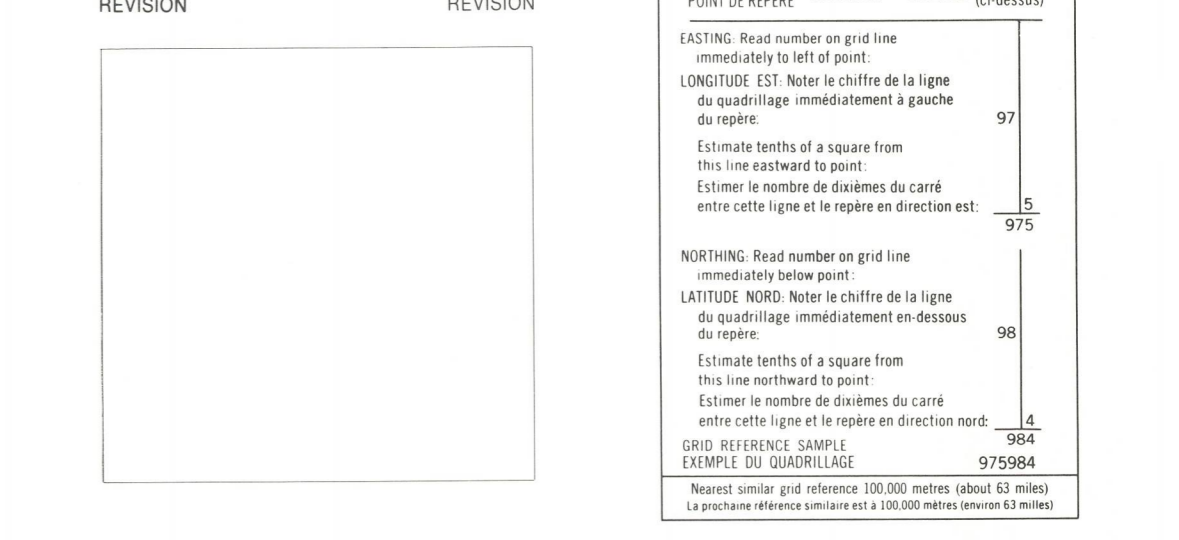 REVISION
REVISION
POINT DE REPÈRE
(ci-dessus)
EASTING: Read number on grid line
immediately to left of point:
LONGITUDE EST: Noter le chiffre de la ligne
du quadrillage immédiatement à gauche
du repère: 97
Estimate tenths of a square from
this line eastward to point:
Estimer le nombre de dixièmes du carré
entre cette ligne et le repère en direction est: 5
975
NORTHING: Read number on grid line
immediately below point:
LATITUDE NORD: Noter le chiffre de la ligne
du quadrillage immédiatement en-dessous
du repère: 98
Estimate tenths of a square from
this line northward to point:
Estimer le nombre de dixièmes du carré
entre cette ligne et le repère en direction nord: 4
GRID REFERENCE SAMPLE 984
EXEMPLE DU QUADRILLAGE 975984
Nearest similar grid reference 100,000 metres (about 63 miles)
La prochaine référence similaire est à 100,000 mètres (environ 63 milles)